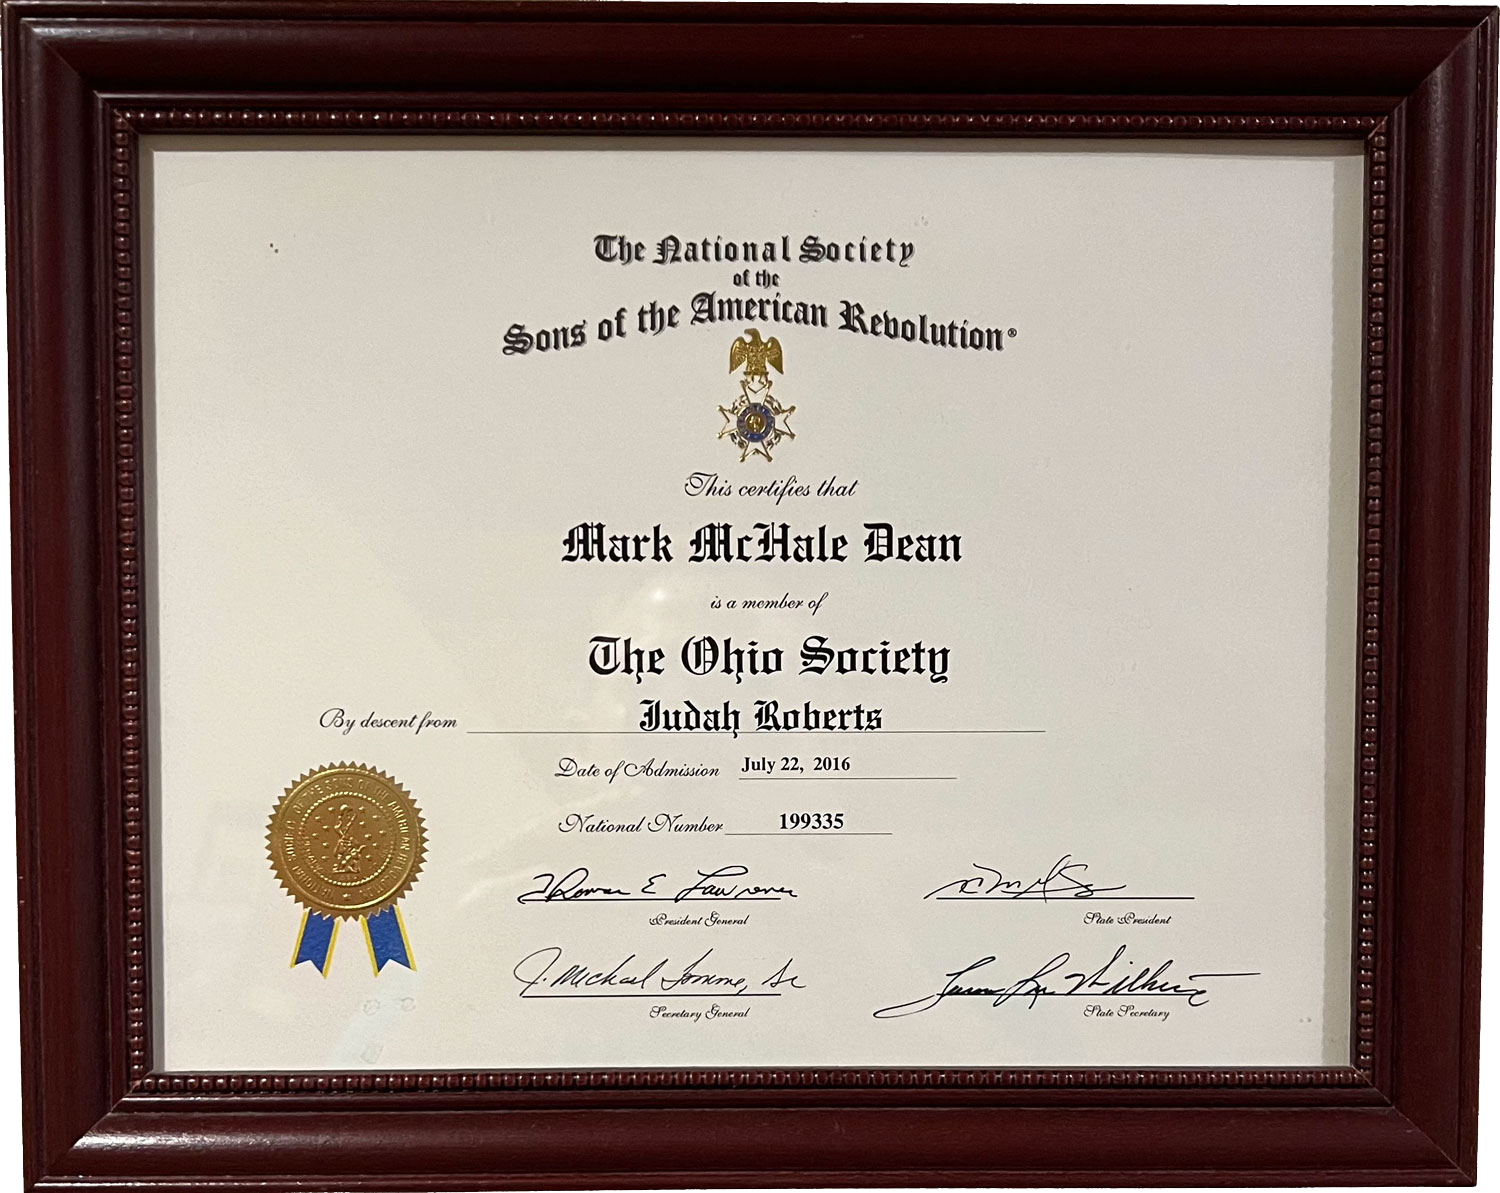 The National Society
of the
Sons of the American Revolution®
This certifies that
Mark McHale Dean
is a member of
The Ohio Society
By descent from Judah Roberts
Date of Admission July 22, 2016
National Number 199335
Thomas E Lawrence
President General
State President
J. Michael Tomme, Sr
Secretary General
State Secretary